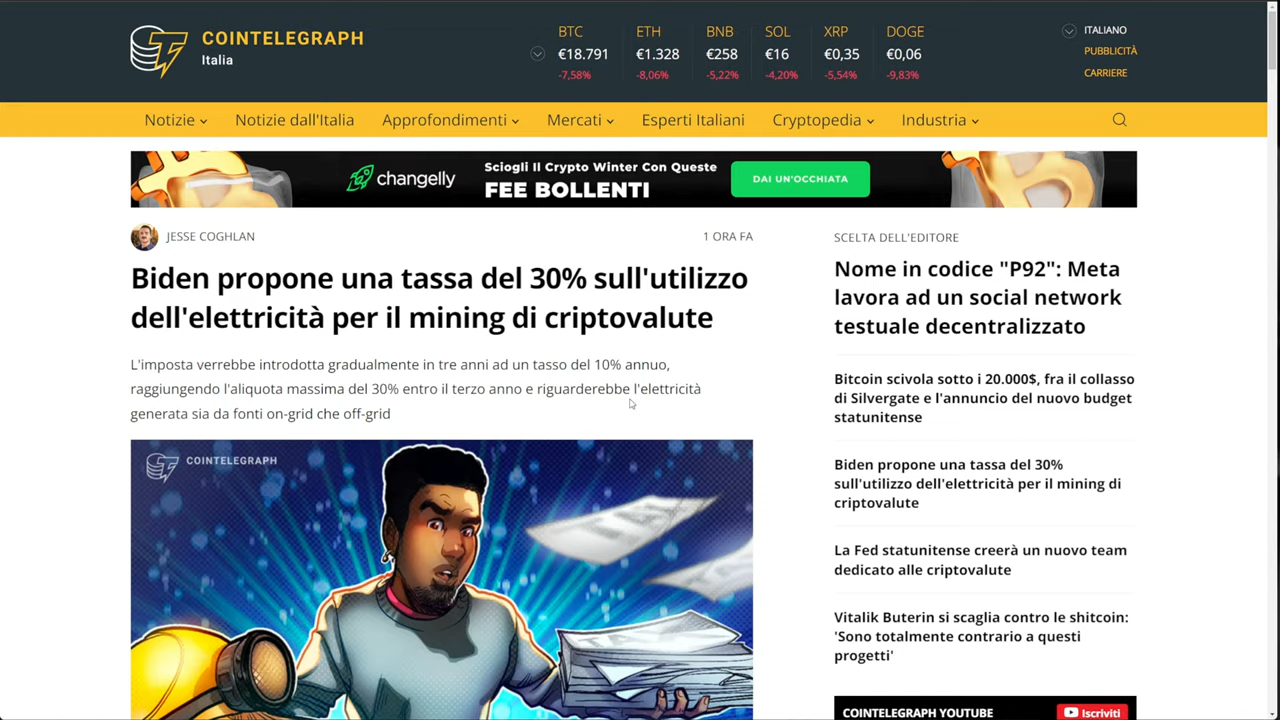 COINTELEGRAPH
Italia
BTC ETH BNB SOL XRP DOGE
€18.791 €1.328 €258 €16 €0,35 €0,06
-7,58% -8,06% -5,22% -4,20% -5,54% -9,83%
ITALIANO
PUBBLICITÀ
CARRIERE
Notizie Notizie dall'Italia Approfondimenti Mercati Esperti Italiani Cryptopedia Industria
changelly
Sciogli Il Crypto Winter Con Queste
FEE BOLLENTI
DAI UN'OCCHIATA
JESSE COGHLAN 1 ORA FA
Biden propone una tassa del 30% sull'utilizzo
dell'elettricità per il mining di criptovalute
L'imposta verrebbe introdotta gradualmente in tre anni ad un tasso del 10% annuo,
raggiungendo l'aliquota massima del 30% entro il terzo anno e riguarderebbe l'elettricità
generata sia da fonti on-grid che off-grid
COINTELEGRAPH
SCELTA DELL'EDITORE
Nome in codice "P92": Meta
lavora ad un social network
testuale decentralizzato
Bitcoin scivola sotto i 20.000$, fra il collasso
di Silvergate e l'annuncio del nuovo budget
statunitense
Biden propone una tassa del 30%
sull'utilizzo dell'elettricità per il mining di
criptovalute
La Fed statunitense creerà un nuovo team
dedicato alle criptovalute
Vitalik Buterin si scaglia contro le shitcoin:
'Sono totalmente contrario a questi
progetti'
COINTELEGRAPH YOUTUBE
Iscriviti